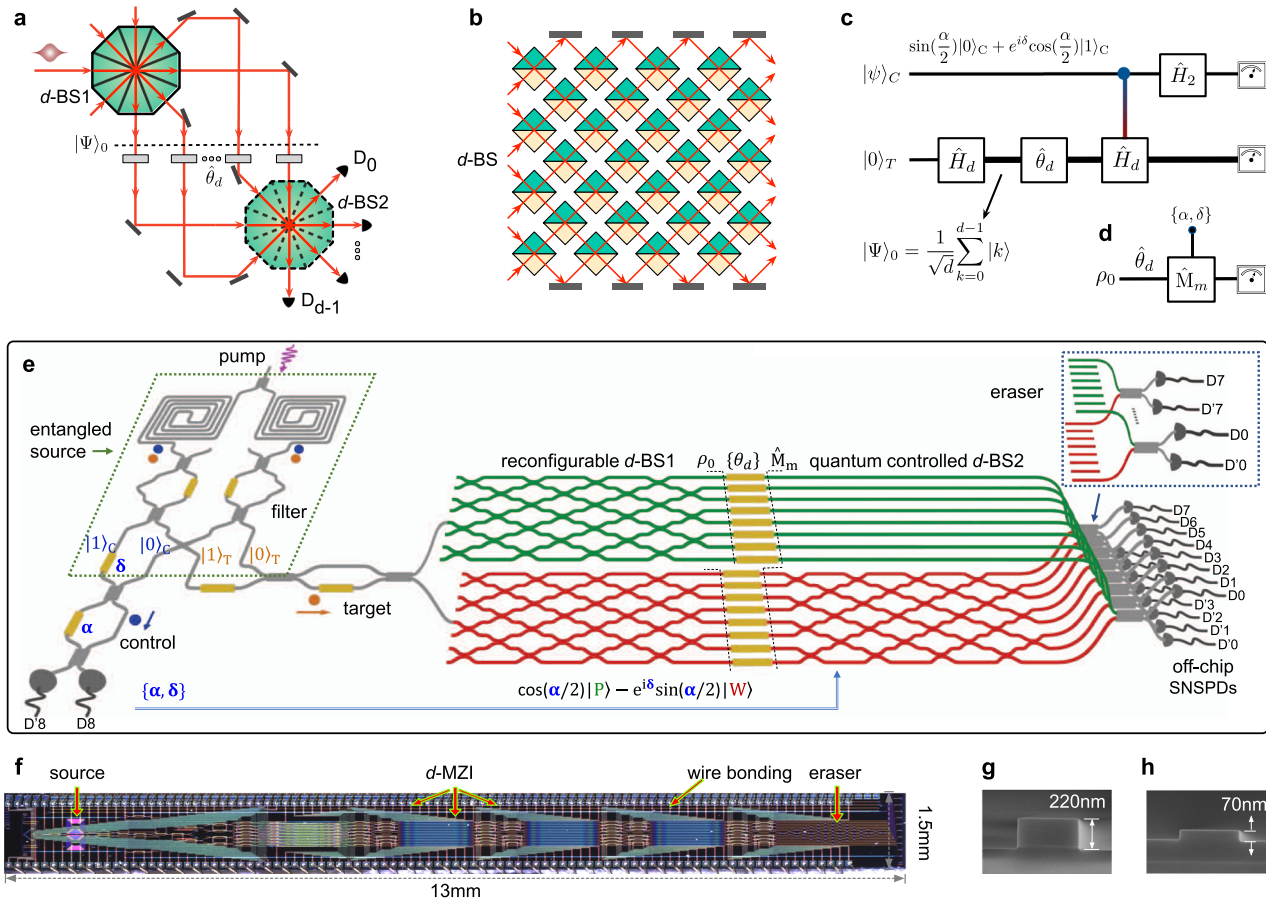 a
d-BS1
|Ψ⟩₀
θ̂_d
D₀
d-BS2
D_{d-1}
b
d-BS
c
sin(α/2)|0⟩_C + e^{iδ}cos(α/2)|1⟩_C
|ψ⟩_C
Ĥ₂
|0⟩_T
Ĥ_d
θ̂_d
Ĥ_d
|Ψ⟩₀ = 1/√d ∑_{k=0}^{d−1} |k⟩
d
{α, δ}
ρ₀
θ̂_d
M̂_m
e
pump
entangled
source
filter
|1⟩_C
|0⟩_C
|1⟩_T
|0⟩_T
δ
α
control
target
D'8
D8
{α, δ}
reconfigurable d-BS1
ρ₀
{θ_d}
M̂_m
quantum controlled d-BS2
cos(α/2)|P⟩ − e^{iδ}sin(α/2)|W⟩
eraser
D7
D'7
D0
D'0
D7
D6
D5
D4
D3
D2
D1
D0
D'3
D'2
D'1
D'0
off-chip
SNSPDs
f
source
d-MZI
wire bonding
eraser
1.5mm
13mm
g
220nm
h
70nm